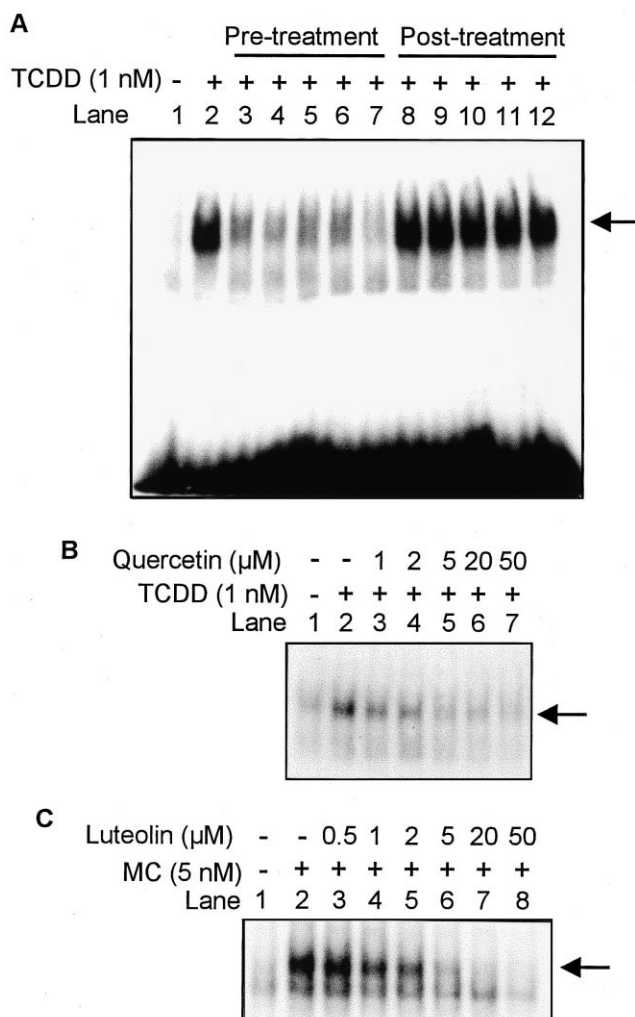 A
Pre-treatment Post-treatment
TCDD (1 nM) - + + + + + + + + + + +
Lane 1 2 3 4 5 6 7 8 9 10 11 12
B
Quercetin (µM) - - 1 2 5 20 50
TCDD (1 nM) - + + + + + +
Lane 1 2 3 4 5 6 7
C
Luteolin (µM) - - 0.5 1 2 5 20 50
MC (5 nM) - + + + + + + +
Lane 1 2 3 4 5 6 7 8